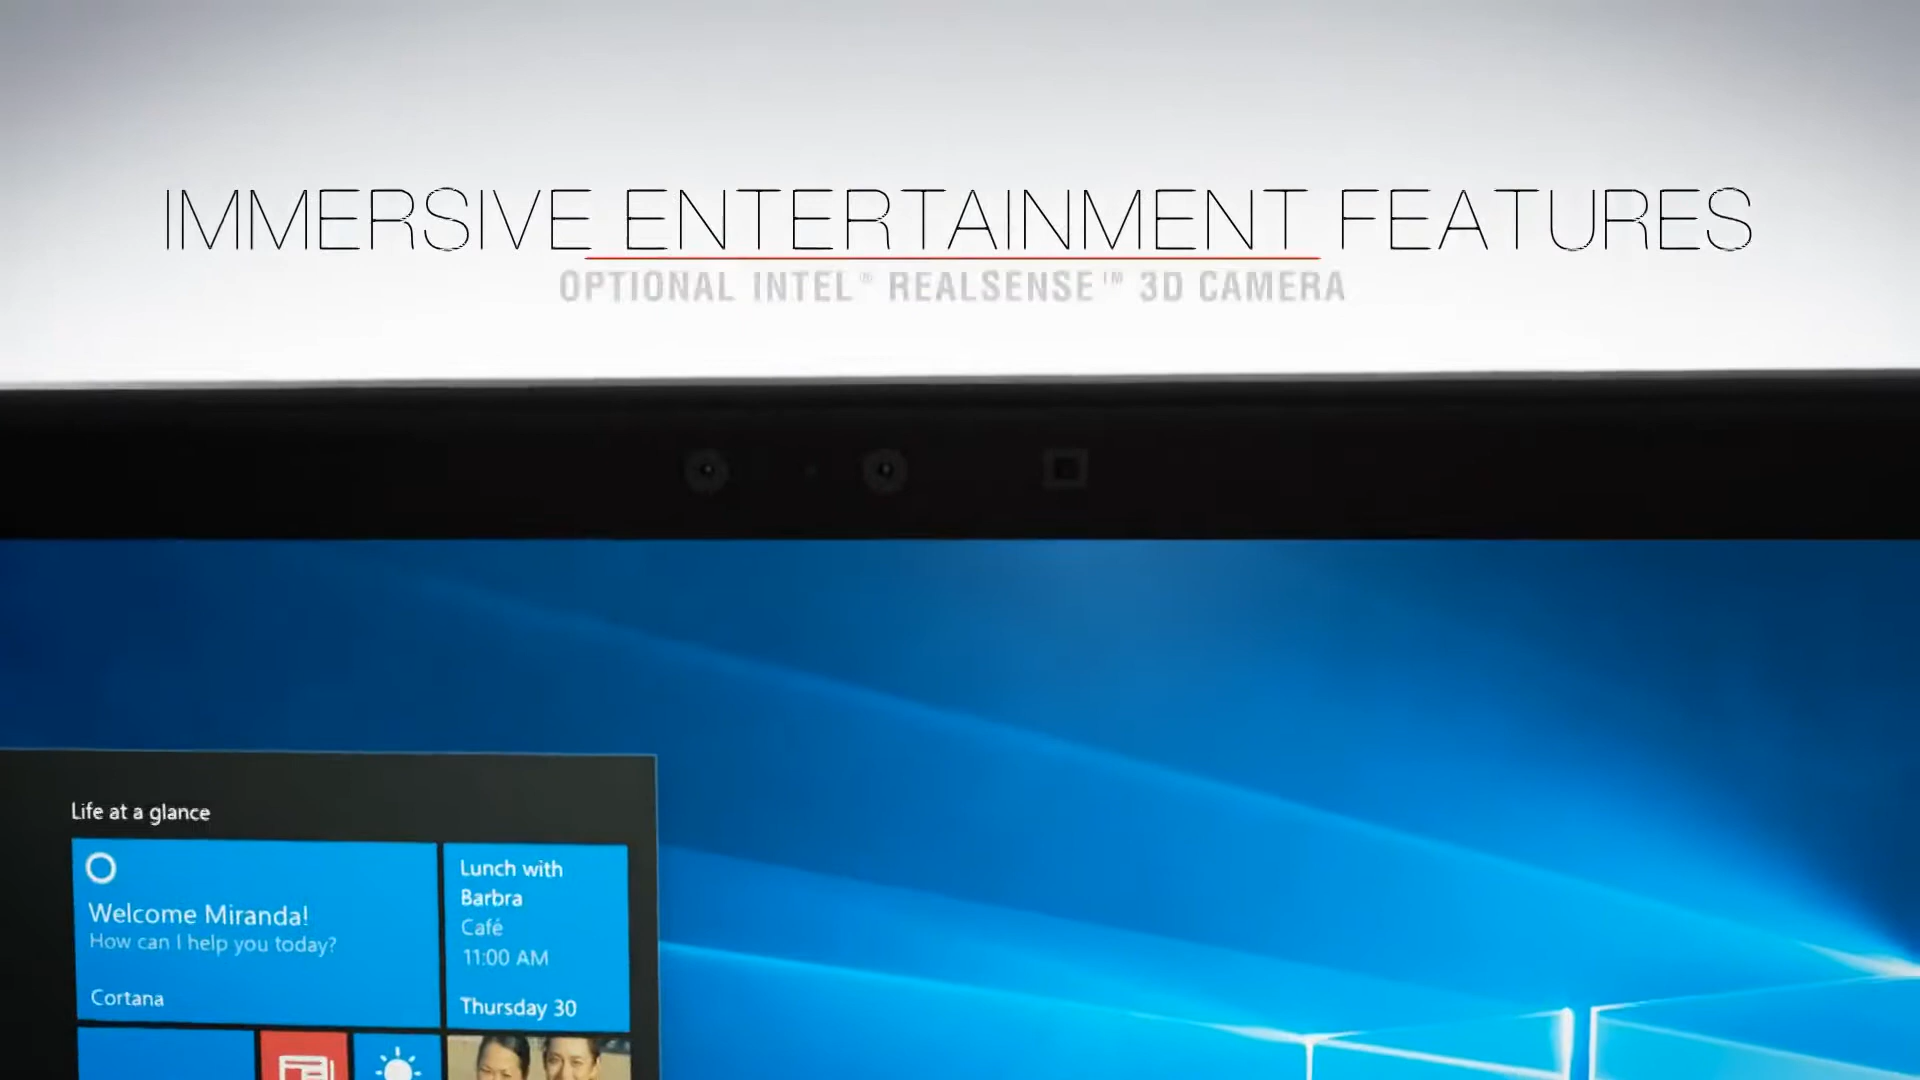 IMMERSIVE ENTERTAINMENT FEATURES
OPTIONAL INTEL® REALSENSE™ 3D CAMERA
Life at a glance
Welcome Miranda!
How can I help you today?
Cortana
Lunch with
Barbra
Café
11:00 AM
Thursday 30